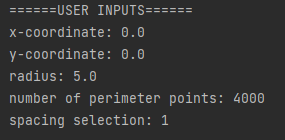 ======USER INPUTS======
x-coordinate: 0.0
y-coordinate: 0.0
radius: 5.0
number of perimeter points: 4000
spacing selection: 1